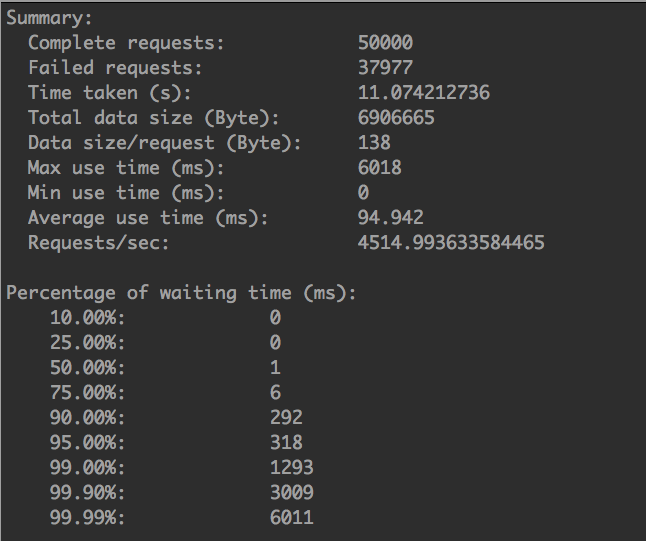 Summary:
Complete requests: 50000
Failed requests: 37977
Time taken (s): 11.074212736
Total data size (Byte): 6906665
Data size/request (Byte): 138
Max use time (ms): 6018
Min use time (ms): 0
Average use time (ms): 94.942
Requests/sec: 4514.993633584465
Percentage of waiting time (ms):
10.00%: 0
25.00%: 0
50.00%: 1
75.00%: 6
90.00%: 292
95.00%: 318
99.00%: 1293
99.90%: 3009
99.99%: 6011